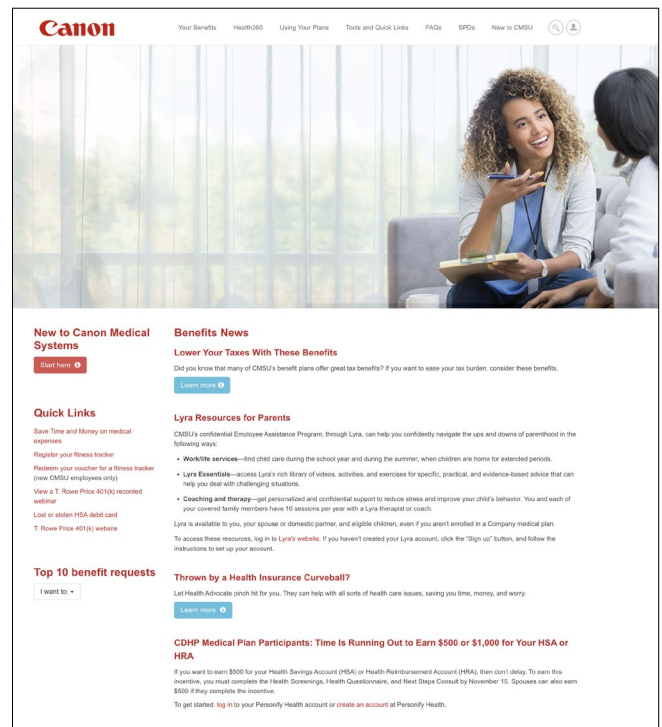 Canon
Your Benefits Health360 Using Your Plans Tools and Quick Links FAQs SPDs New to CMSU
New to Canon Medical
Systems
Start here
Quick Links
Save Time and Money on medical
expenses
Register your fitness tracker
Redeem your voucher for a fitness tracker
(new CMSU employees only)
View a T. Rowe Price 401(k) recorded
webinar
Lost or stolen HSA debit card
T. Rowe Price 401(k) website
Top 10 benefit requests
I want to:
Benefits News
Lower Your Taxes With These Benefits
Did you know that many of CMSU's benefit plans offer great tax benefits? If you want to ease your tax burden, consider these benefits.
Learn more
Lyra Resources for Parents
CMSU's confidential Employee Assistance Program, through Lyra, can help you confidently navigate the ups and downs of parenthood in the
following ways:
• Work/life services—find child care during the school year and during the summer, when children are home for extended periods.
• Lyra Essentials—access Lyra's rich library of videos, activities, and exercises for specific, practical, and evidence-based advice that can
help you deal with challenging situations.
• Coaching and therapy—get personalized and confidential support to reduce stress and improve your child's behavior. You and each of
your covered family members have 16 sessions per year with a Lyra therapist or coach.
Lyra is available to you, your spouse or domestic partner, and eligible children, even if you aren't enrolled in a Company medical plan.
To access these resources, log in to Lyra's website. If you haven't created your Lyra account, click the "Sign up" button, and follow the
instructions to set up your account.
Thrown by a Health Insurance Curveball?
Let Health Advocate pinch hit for you. They can help with all sorts of health care issues, saving you time, money, and worry.
Learn more
CDHP Medical Plan Participants: Time Is Running Out to Earn $500 or $1,000 for Your HSA or
HRA
If you want to earn $500 for your Health Savings Account (HSA) or Health Reimbursement Account (HRA), then don't delay. To earn this
incentive, you must complete the Health Screenings, Health Questionnaire, and Next Steps Consult by November 15. Spouses can also earn
$500 if they complete the incentive.
To get started, log in to your Personify Health account or create an account at Personify Health.